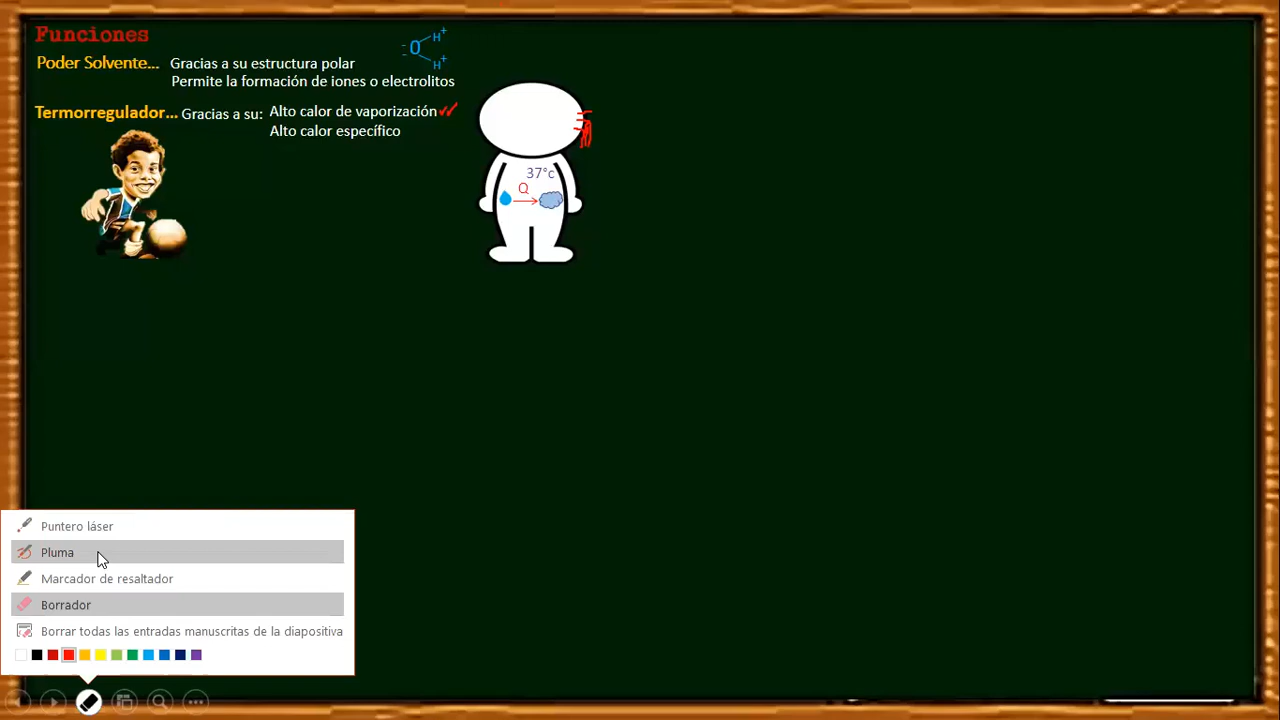 Funciones
Poder Solvente... Gracias a su estructura polar
Permite la formación de iones o electrolitos
- O H+
- H+
Termorregulador... Gracias a su: Alto calor de vaporización
Alto calor específico
37°c
Q
Puntero láser
Pluma
Marcador de resaltador
Borrador
Borrar todas las entradas manuscritas de la diapositiva